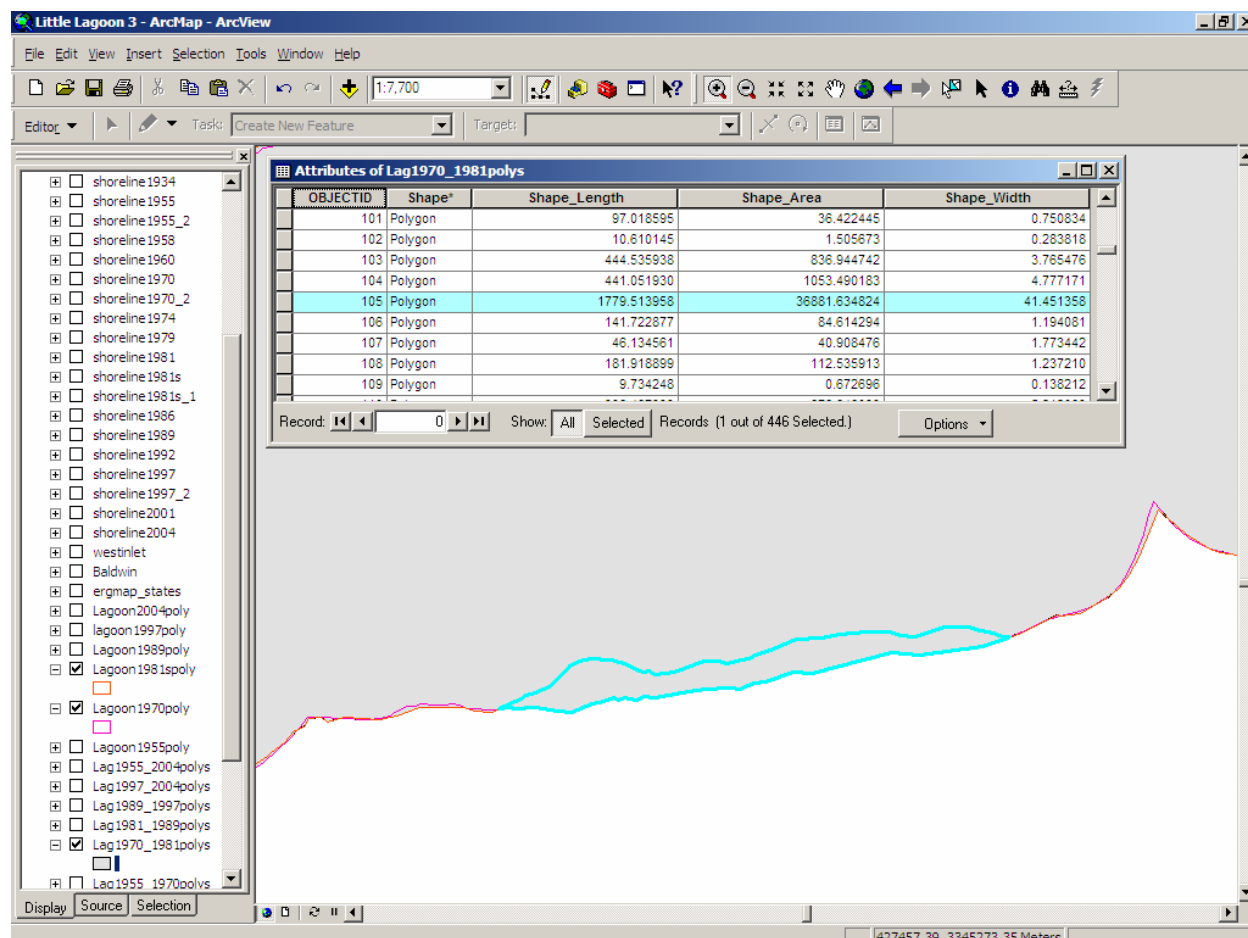 Little Lagoon 3 - ArcMap - ArcView
File Edit View Insert Selection Tools Window Help
1:7,700
Editor Task: Create New Feature Target:
shoreline1934
shoreline1955
shoreline1955_2
shoreline1958
shoreline1960
shoreline1970
shoreline1970_2
shoreline1974
shoreline1979
shoreline1981
shoreline1981s
shoreline1981s_1
shoreline1986
shoreline1989
shoreline1992
shoreline1997
shoreline1997_2
shoreline2001
shoreline2004
westinlet
Baldwin
ergmap_states
Lagoon2004poly
lagoon1997poly
Lagoon1989poly
Lagoon1981spoly
Lagoon1970poly
Lagoon1955poly
Lag1955_2004polys
Lag1997_2004polys
Lag1989_1997polys
Lag1981_1989polys
Lag1970_1981polys
Lag1955_1970polys
Display Source Selection
Attributes of Lag1970_1981polys
OBJECTID Shape* Shape_Length Shape_Area Shape_Width
101 Polygon 97.018595 36.422445 0.750834
102 Polygon 10.610145 1.505673 0.283818
103 Polygon 444.535938 836.944742 3.765476
104 Polygon 441.051930 1053.490183 4.777171
105 Polygon 1779.513958 36881.634824 41.451358
106 Polygon 141.722877 84.614294 1.194081
107 Polygon 46.134561 40.908476 1.773442
108 Polygon 181.918899 112.535913 1.237210
109 Polygon 9.734248 0.672696 0.138212
Record: 0 Show: All Selected Records (1 out of 446 Selected.) Options
427457.39 3345273.35 Meters